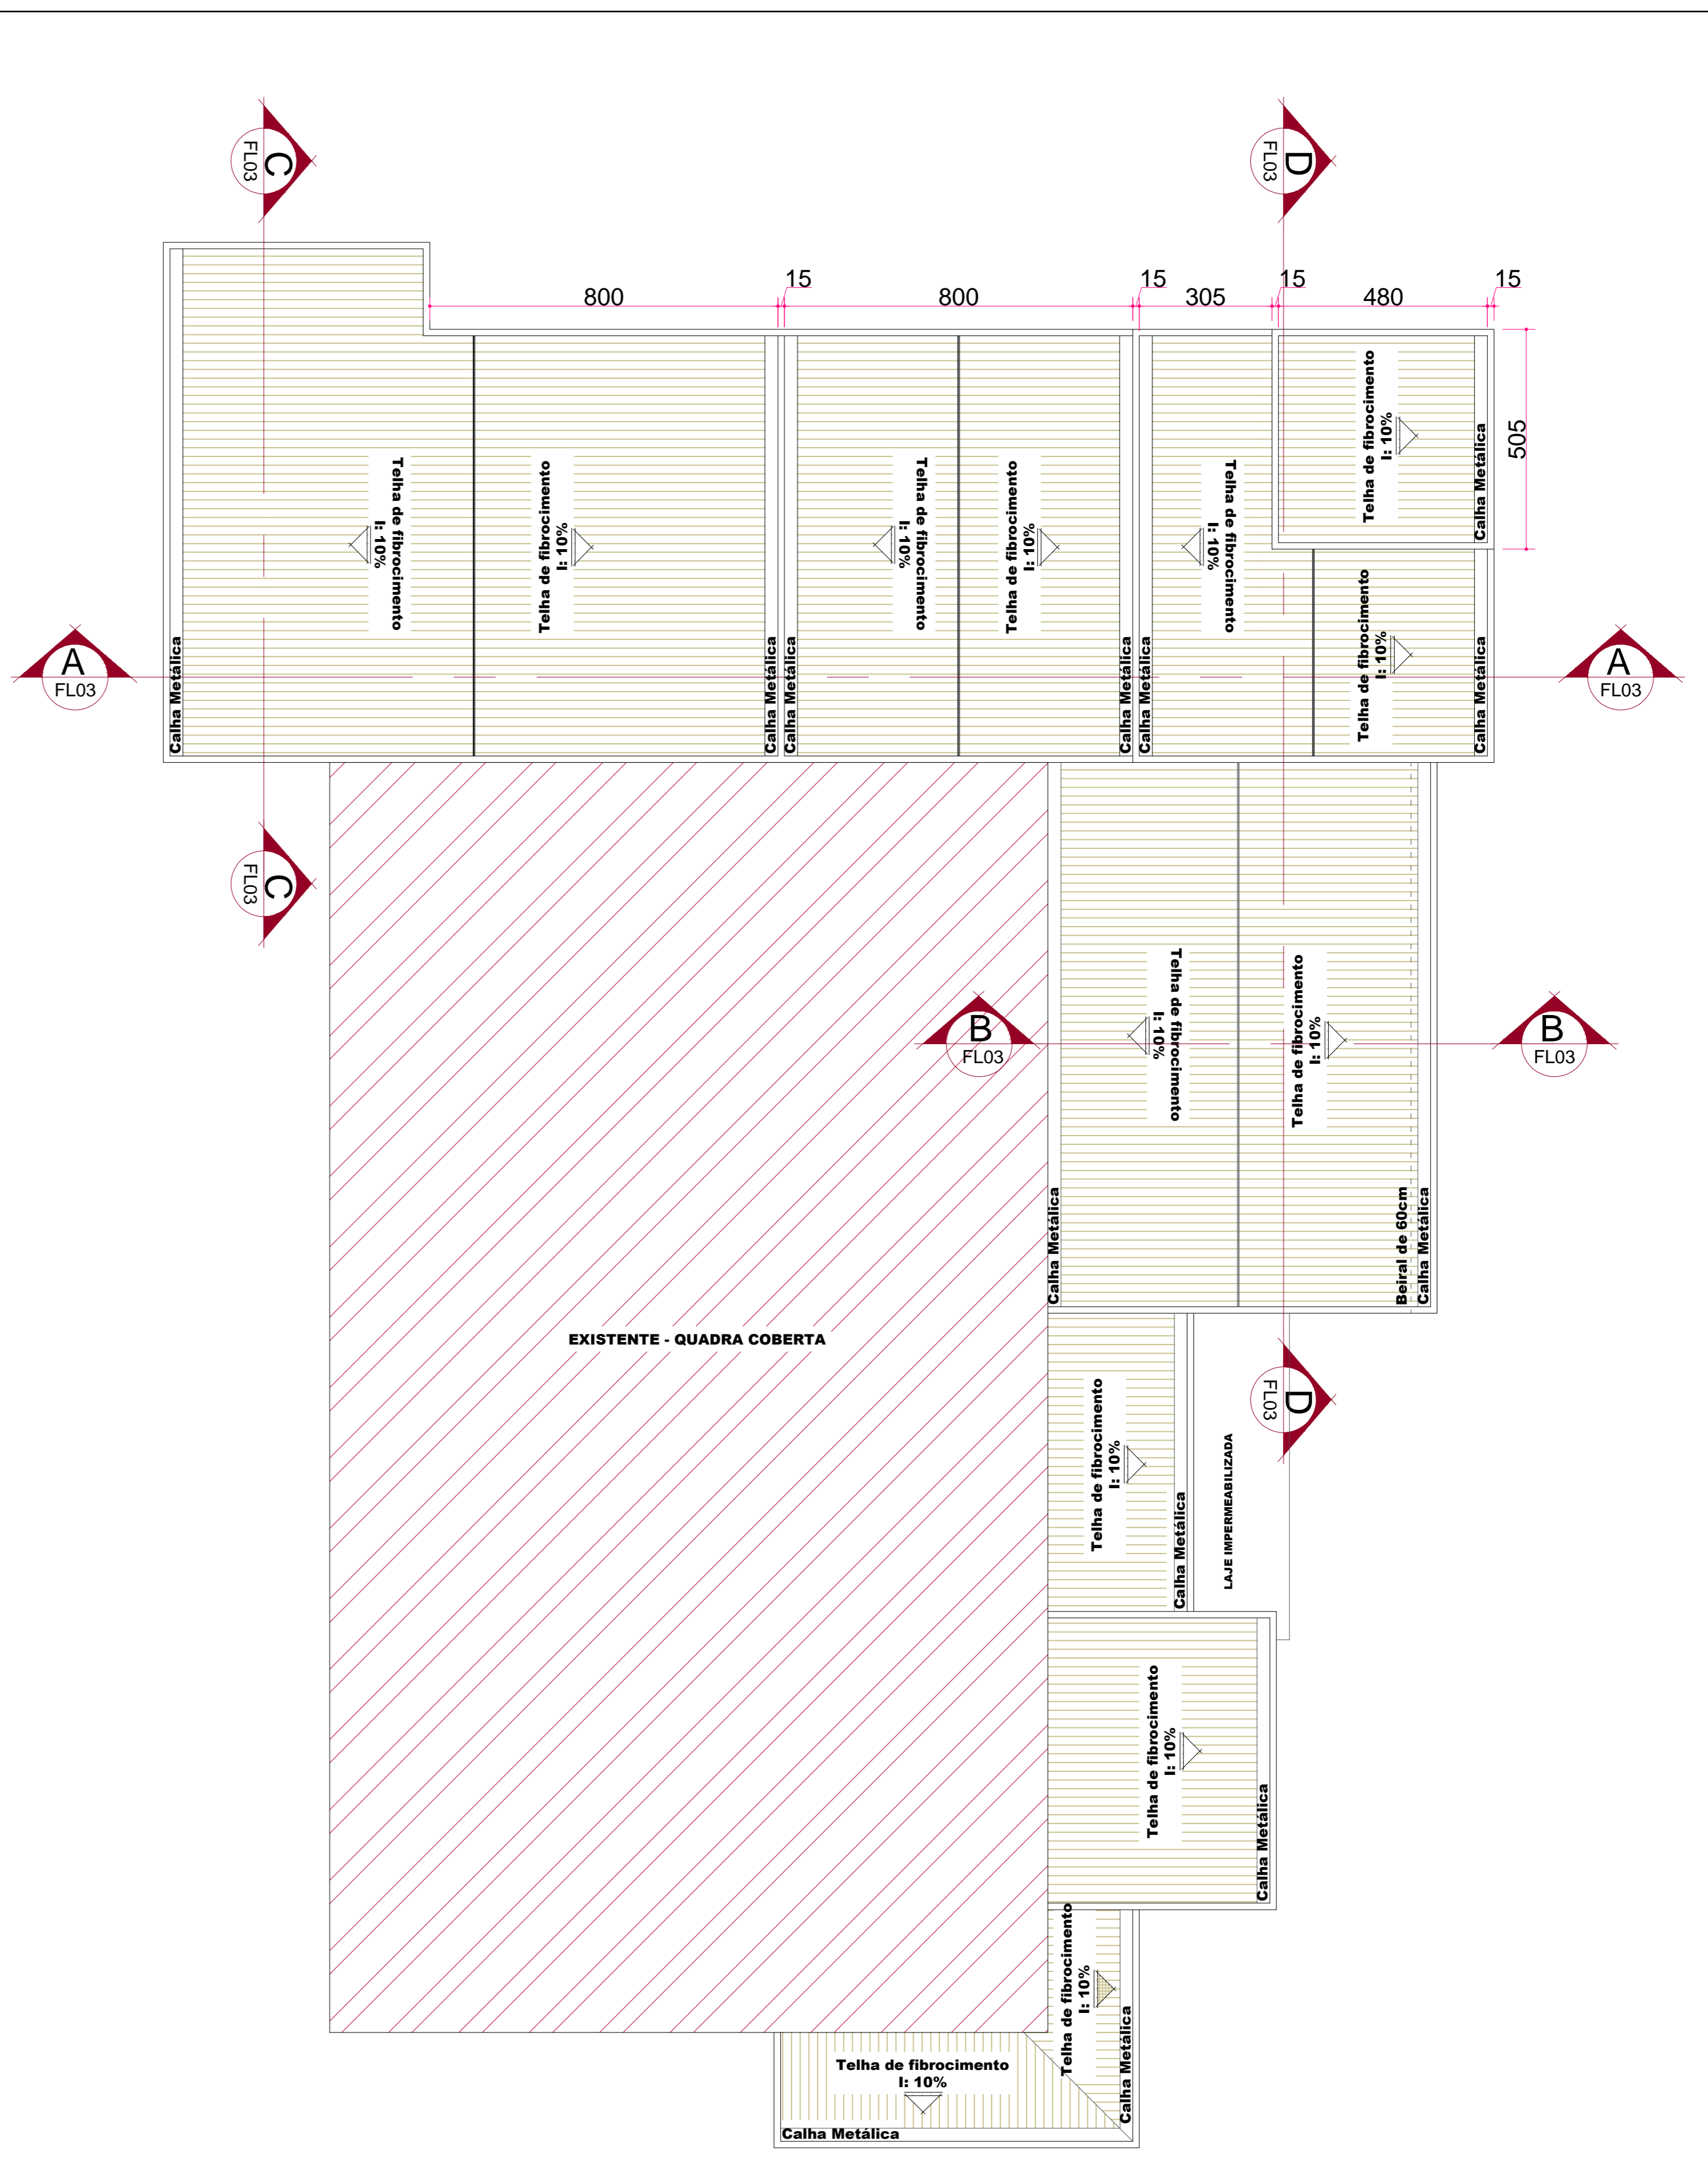 C
FL03
D
FL03
800
15
800
15
305
15
480
15
505
Telha de fibrocimento
I: 10%
Calha Metálica
Telha de fibrocimento
I: 10%
Telha de fibrocimento
I: 10%
Telha de fibrocimento
I: 10%
Telha de fibrocimento
I: 10%
Telha de fibrocimento
I: 10%
Telha de fibrocimento
I: 10%
A
FL03
Calha Metálica
Calha Metálica
Calha Metálica
Calha Metálica
Calha Metálica
Calha Metálica
A
FL03
C
FL03
B
FL03
Telha de fibrocimento
I: 10%
Telha de fibrocimento
I: 10%
B
FL03
Calha Metálica
Beiral de 60cm
Calha Metálica
EXISTENTE - QUADRA COBERTA
D
FL03
Telha de fibrocimento
I: 10%
Calha Metálica
LAJE IMPERMEABILIZADA
Telha de fibrocimento
I: 10%
Calha Metálica
Telha de fibrocimento
I: 10%
Calha Metálica
Telha de fibrocimento
I: 10%
Calha Metálica